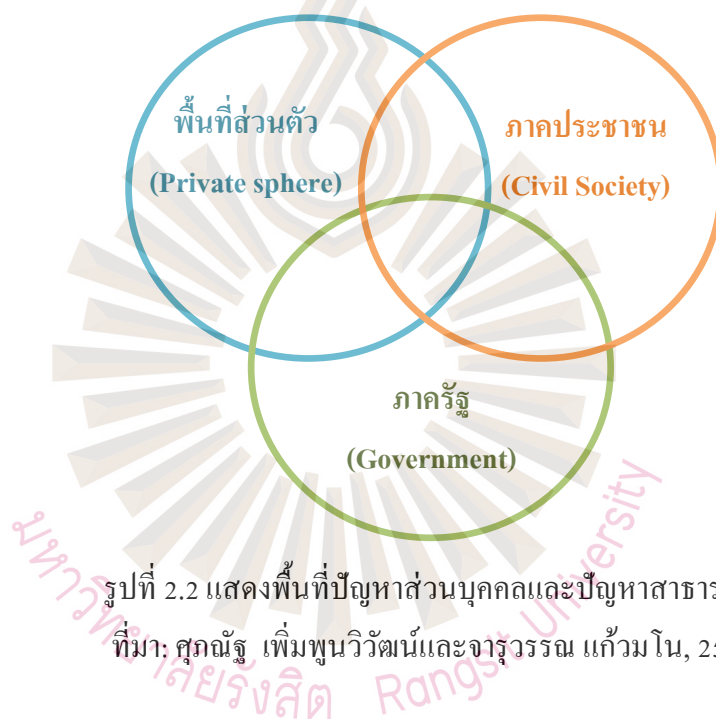 พื้นที่ส่วนตัว
(Private sphere)
ภาคประชาชน
(Civil Society)
ภาครัฐ
(Government)
รูปที่ 2.2 แสดงพื้นที่ปัญหาส่วนบุคคลและปัญหาสาธาร
ที่มา: ศุภณัฐ เพิ่มพูนวิวัฒน์และจารุวรรณ แก้วมโน, 25
มหาวิทยาลัยรังสิต Rangsit University